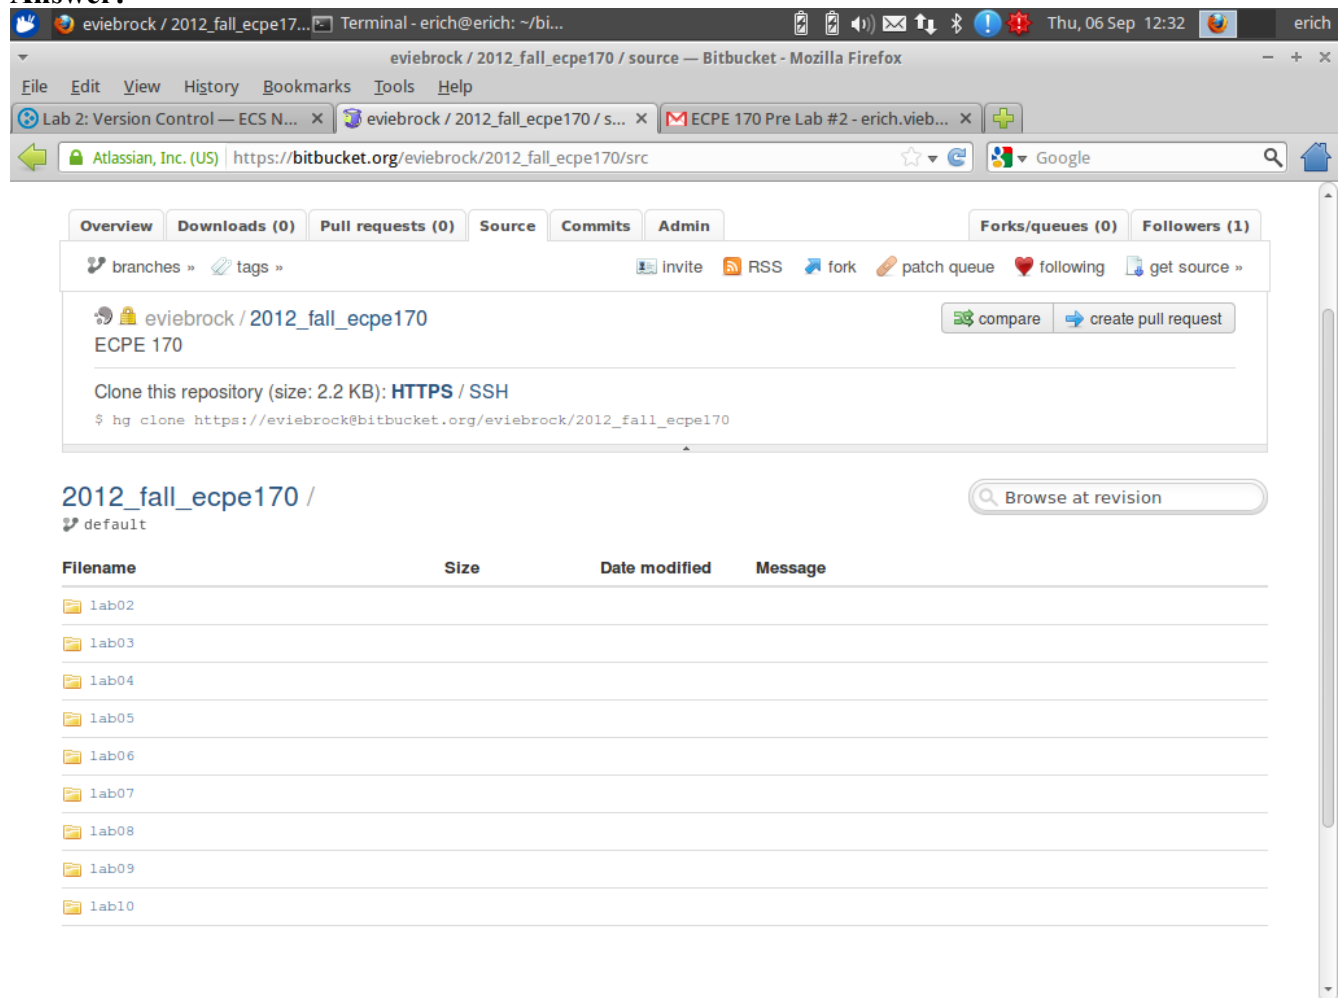 Answer:
eviebrock / 2012_fall_ecpe17... Terminal - erich@erich: ~/bi... Thu, 06 Sep 12:32 erich
eviebrock / 2012_fall_ecpe170 / source — Bitbucket - Mozilla Firefox
File Edit View History Bookmarks Tools Help
Lab 2: Version Control — ECS N... eviebrock / 2012_fall_ecpe170 / s... ECPE 170 Pre Lab #2 - erich.vieb...
Atlassian, Inc. (US) https://bitbucket.org/eviebrock/2012_fall_ecpe170/src Google
Overview Downloads (0) Pull requests (0) Source Commits Admin Forks/queues (0) Followers (1)
branches » tags » invite RSS fork patch queue following get source »
eviebrock / 2012_fall_ecpe170 compare create pull request
ECPE 170
Clone this repository (size: 2.2 KB): HTTPS / SSH
$ hg clone https://eviebrock@bitbucket.org/eviebrock/2012_fall_ecpe170
2012_fall_ecpe170 / Browse at revision
default
Filename Size Date modified Message
lab02
lab03
lab04
lab05
lab06
lab07
lab08
lab09
lab10